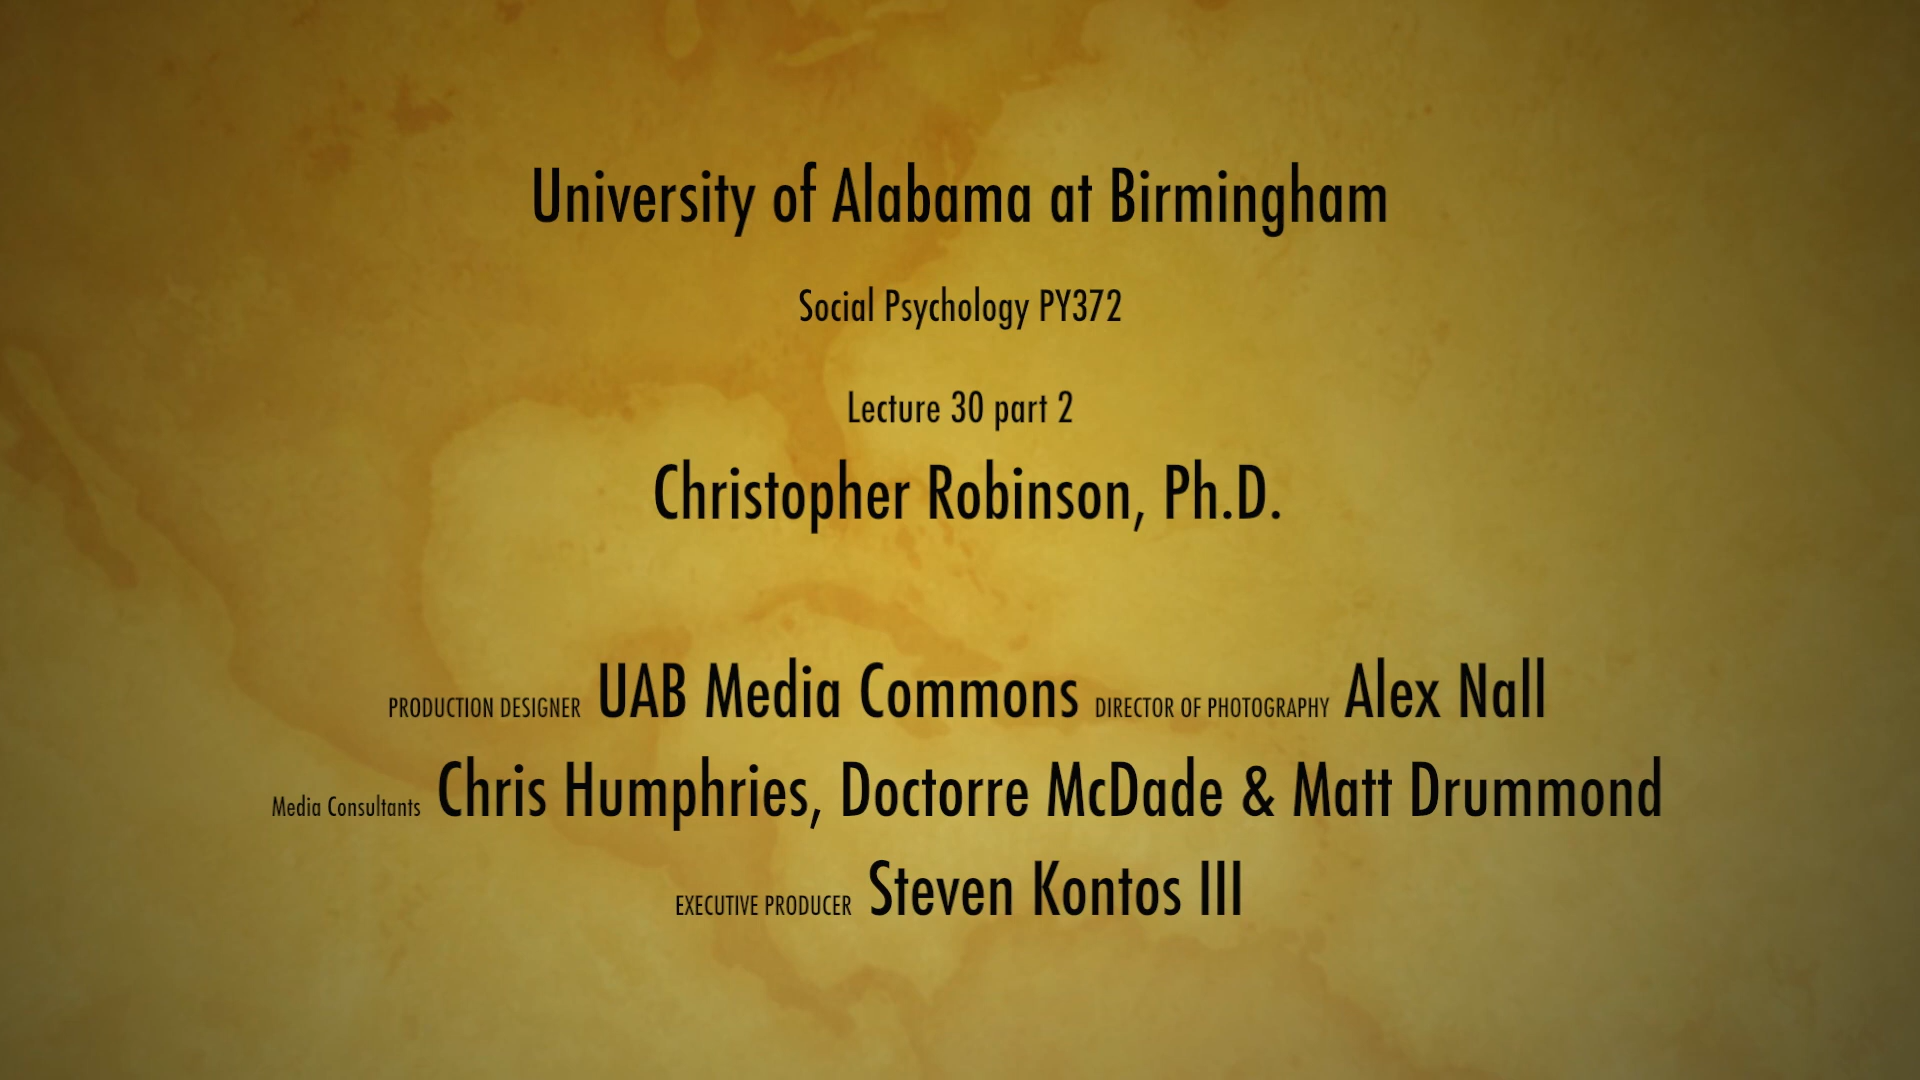 University of Alabama at Birmingham
Social Psychology PY372
Lecture 30 part 2
Christopher Robinson, Ph.D.
PRODUCTION DESIGNER UAB Media Commons DIRECTOR OF PHOTOGRAPHY Alex Nall
Media Consultants Chris Humphries, Doctorre McDade & Matt Drummond
EXECUTIVE PRODUCER Steven Kontos III